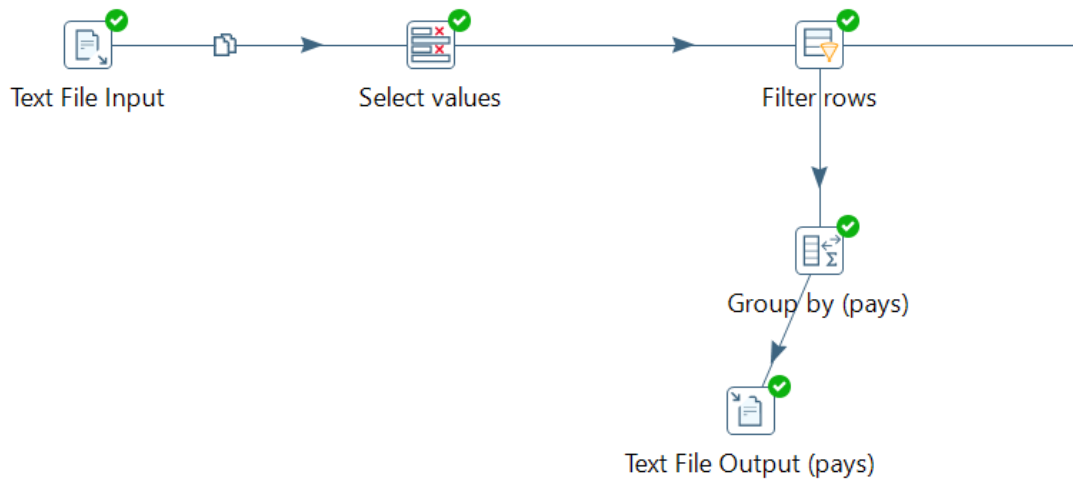 Text File Input
Select values
Filter rows
Group by (pays)
Text File Output (pays)